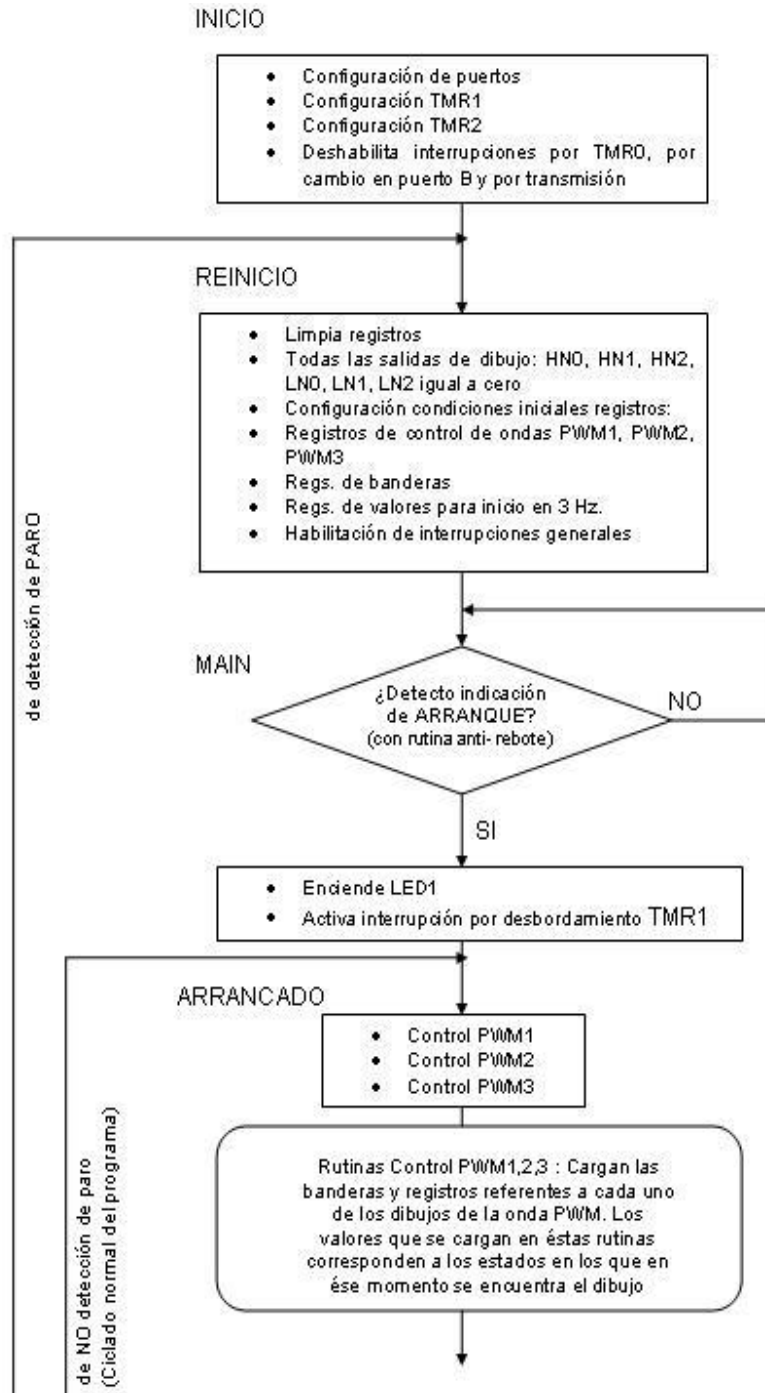 INICIO
• Configuración de puertos
• Configuración TMR1
• Configuración TMR2
• Deshabilita interrupciones por TMR0, por
cambio en puerto B y por transmisión
REINICIO
• Limpia registros
• Todas las salidas de dibujo: HN0, HN1, HN2,
LN0, LN1, LN2 igual a cero
• Configuración condiciones iniciales registros:
• Registros de control de ondas PWM1, PWM2,
PWM3
• Regs. de banderas
• Regs. de valores para inicio en 3 Hz.
• Habilitación de interrupciones generales
de detección de PARO
MAIN
¿Detecto indicación
de ARRANQUE?
(con rutina anti- rebote)
NO
SI
• Enciende LED1
• Activa interrupción por desbordamiento TMR1
ARRANCADO
• Control PWM1
• Control PWM2
• Control PWM3
Rutinas Control PWM1,2,3 : Cargan las
banderas y registros referentes a cada uno
de los dibujos de la onda PWM. Los
valores que se cargan en éstas rutinas
corresponden a los estados en los que en
ése momento se encuentra el dibujo
de NO detección de paro
(Ciclado normal del programa)